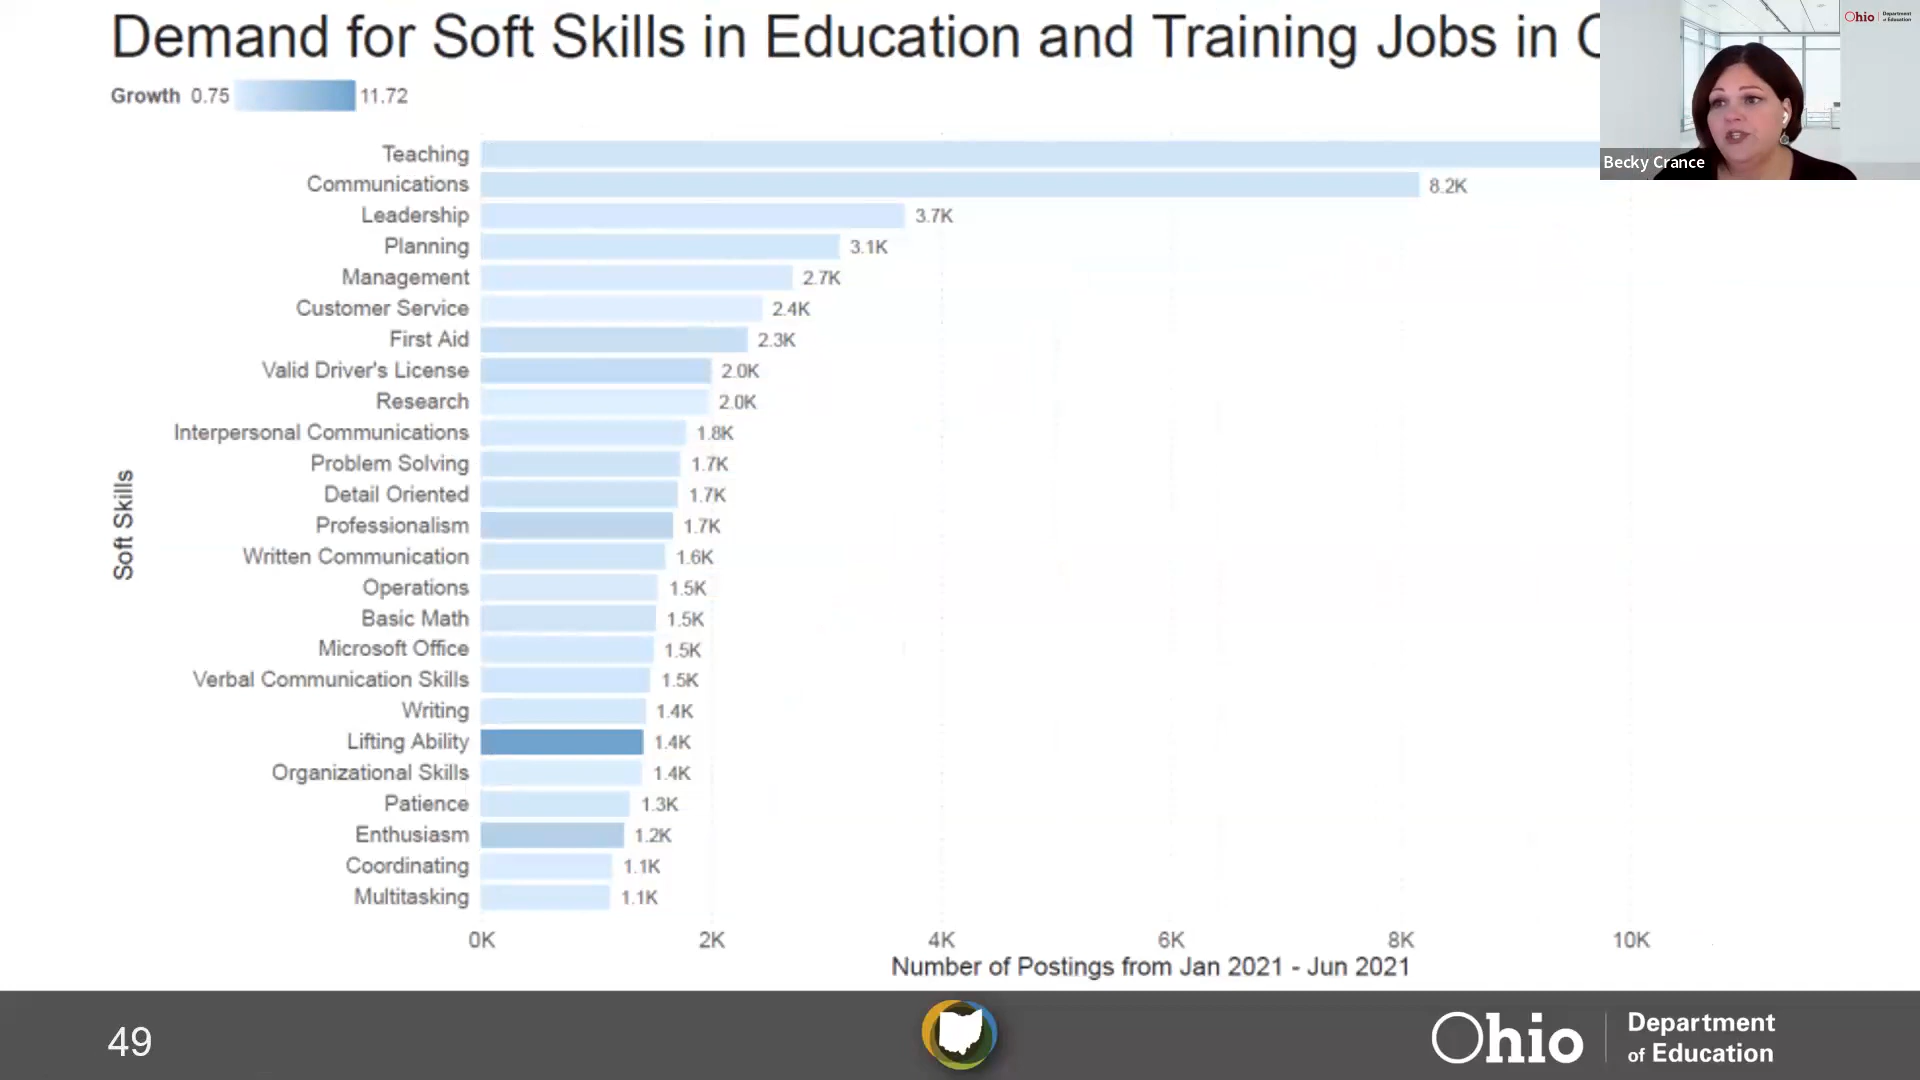 Demand for Soft Skills in Education and Training Jobs in
Growth 0.75 11.72
Ohio Department of Education
Becky Crance
Soft Skills
Teaching
Communications 8.2K
Leadership 3.7K
Planning 3.1K
Management 2.7K
Customer Service 2.4K
First Aid 2.3K
Valid Driver's License 2.0K
Research 2.0K
Interpersonal Communications 1.8K
Problem Solving 1.7K
Detail Oriented 1.7K
Professionalism 1.7K
Written Communication 1.6K
Operations 1.5K
Basic Math 1.5K
Microsoft Office 1.5K
Verbal Communication Skills 1.5K
Writing 1.4K
Lifting Ability 1.4K
Organizational Skills 1.4K
Patience 1.3K
Enthusiasm 1.2K
Coordinating 1.1K
Multitasking 1.1K
0K 2K 4K 6K 8K 10K
Number of Postings from Jan 2021 - Jun 2021
49
Ohio
Department
of Education